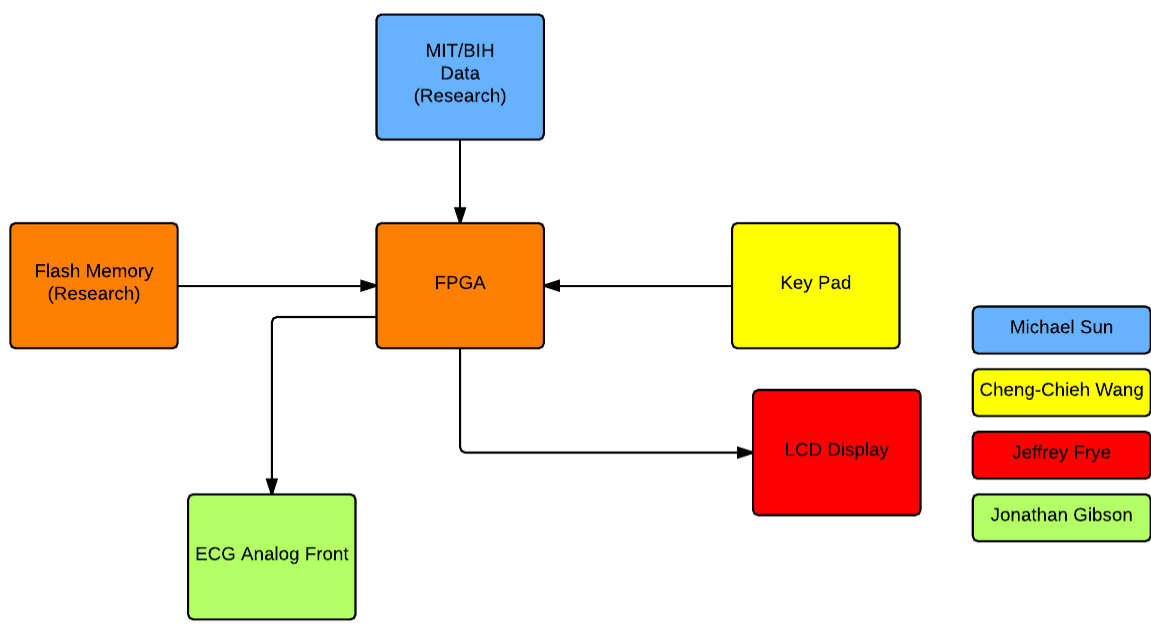 MIT/BIH
Data
(Research)
Flash Memory
(Research)
FPGA
Key Pad
Michael Sun
Cheng-Chieh Wang
LCD Display
Jeffrey Frye
Jonathan Gibson
ECG Analog Front